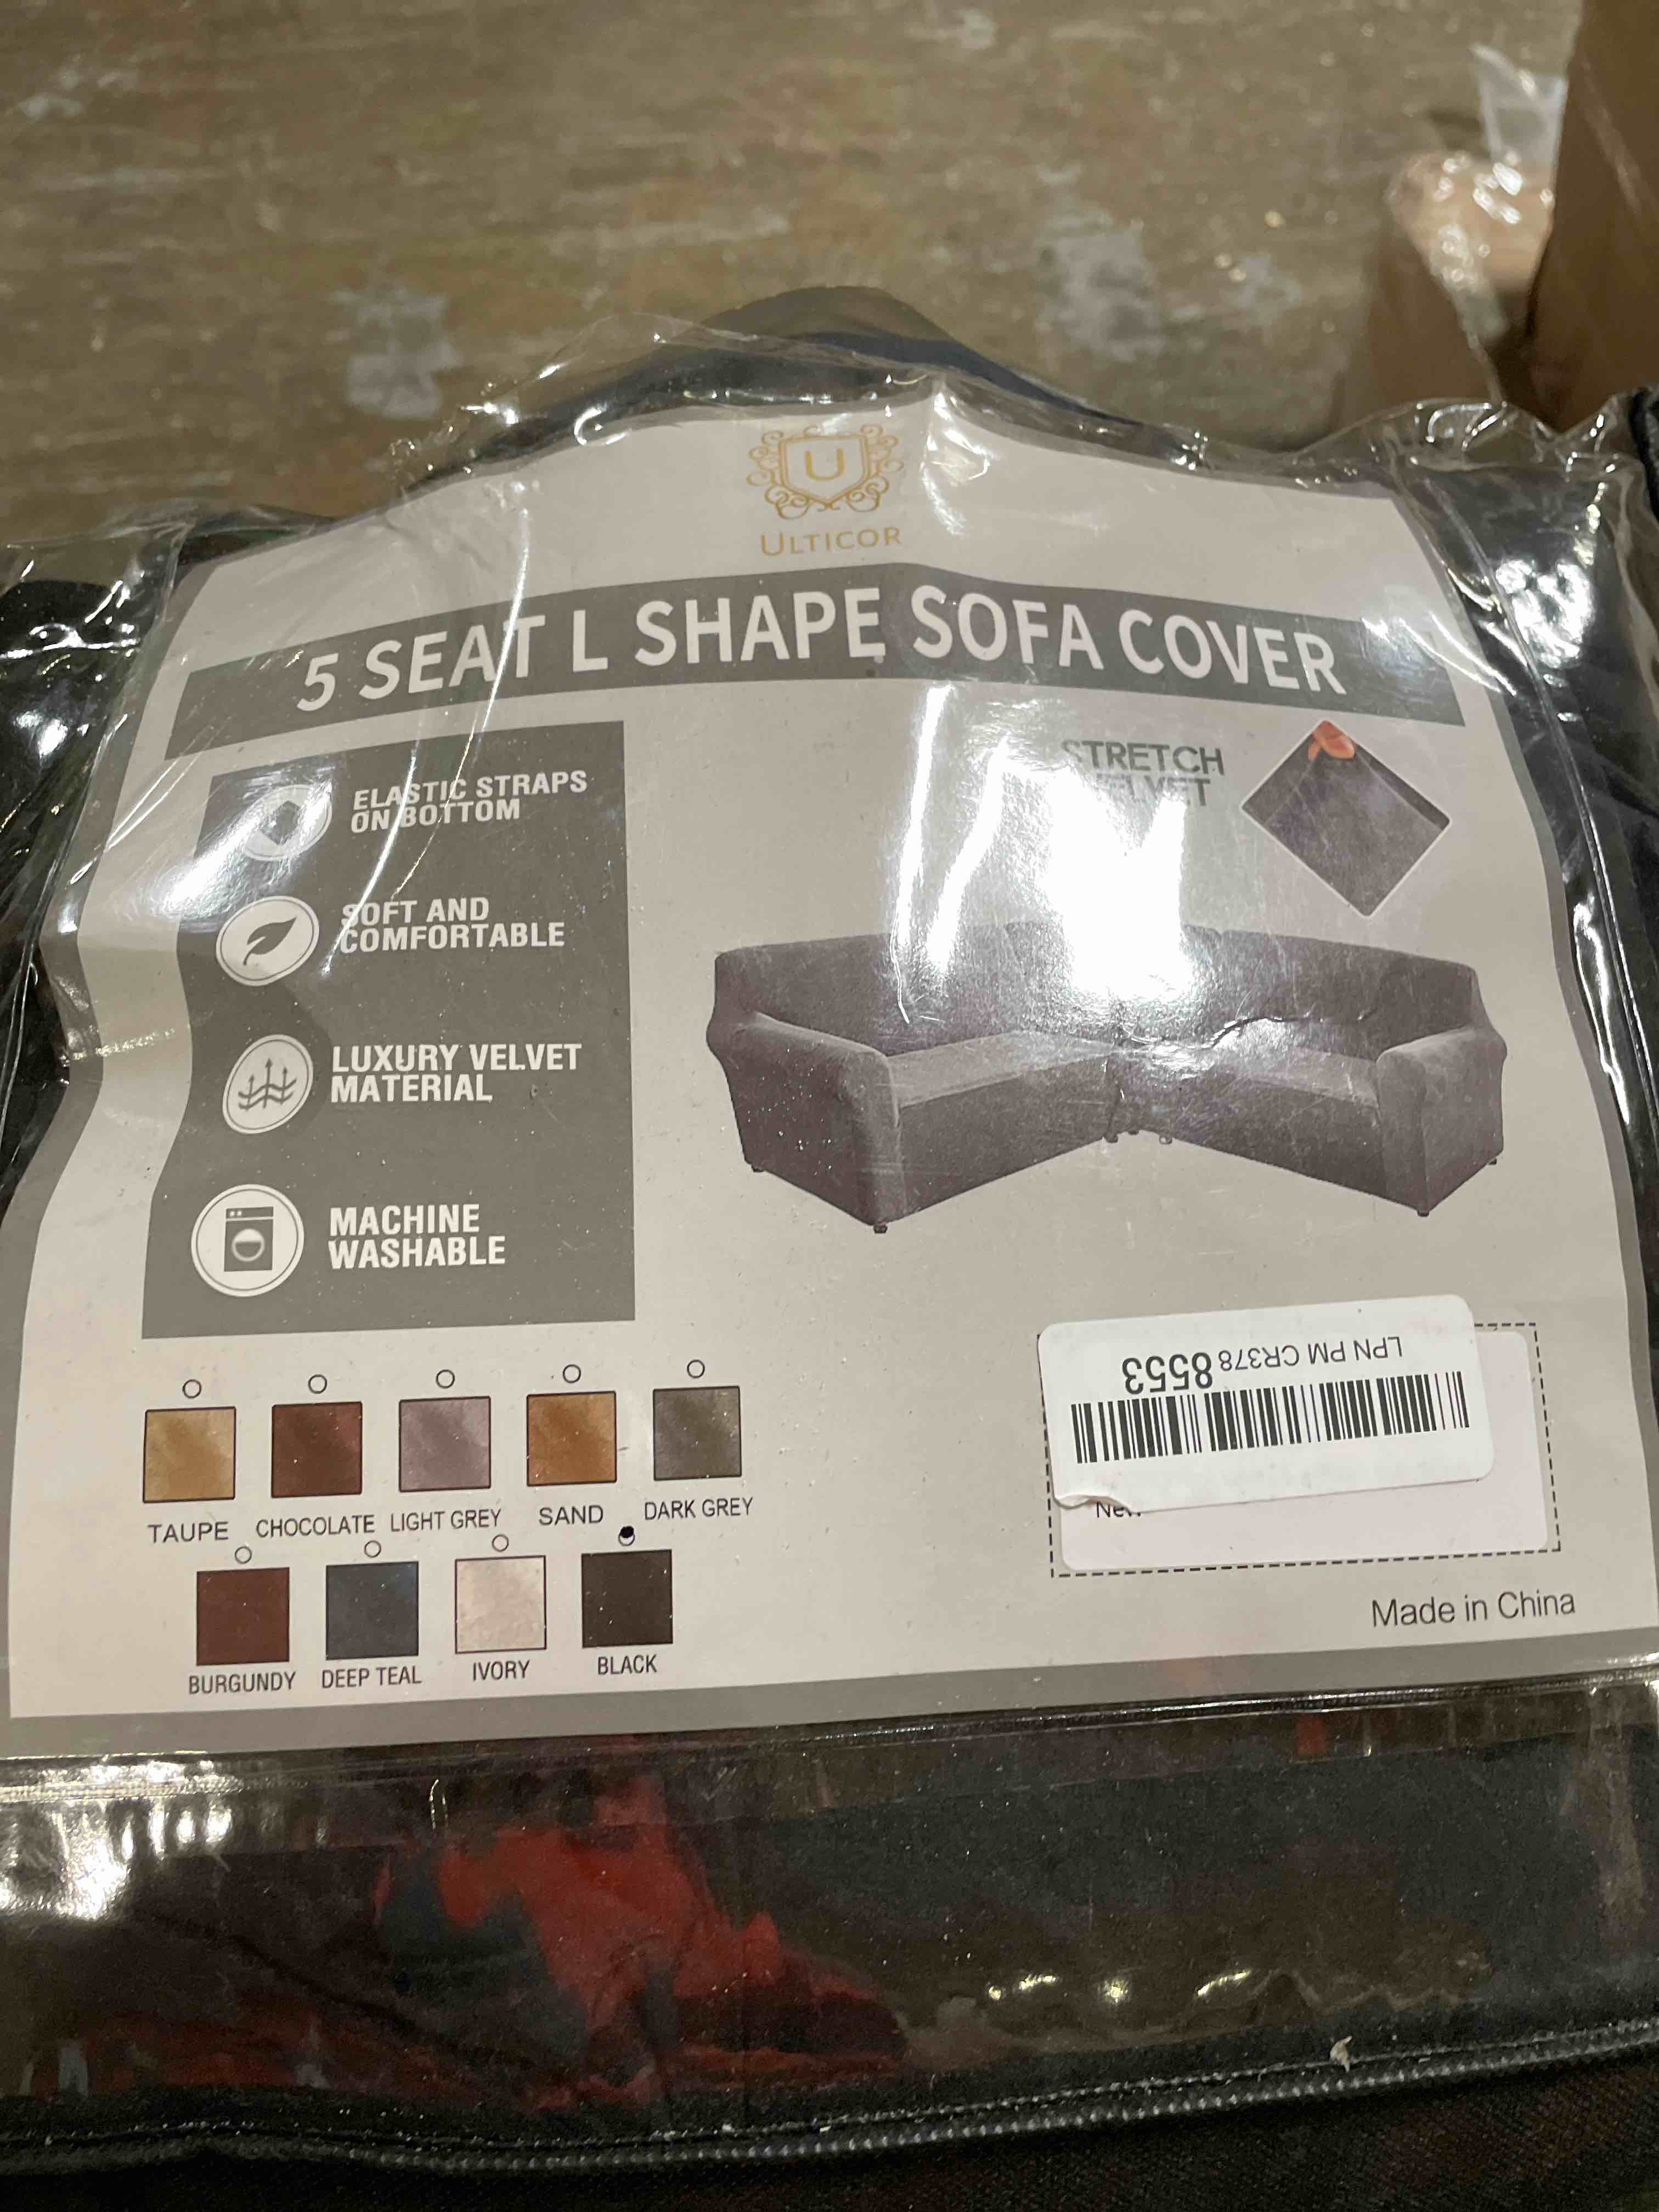 U
ULTICOR
5 SEAT L SHAPE SOFA COVER
ELASTIC STRAPS
ON BOTTOM
STRETCH
VELVET
SOFT AND
COMFORTABLE
LUXURY VELVET
MATERIAL
MACHINE
WASHABLE
TAUPE CHOCOLATE LIGHT GREY SAND DARK GREY
BURGUNDY DEEP TEAL IVORY BLACK
LPN PM CR378 8553
Made in China